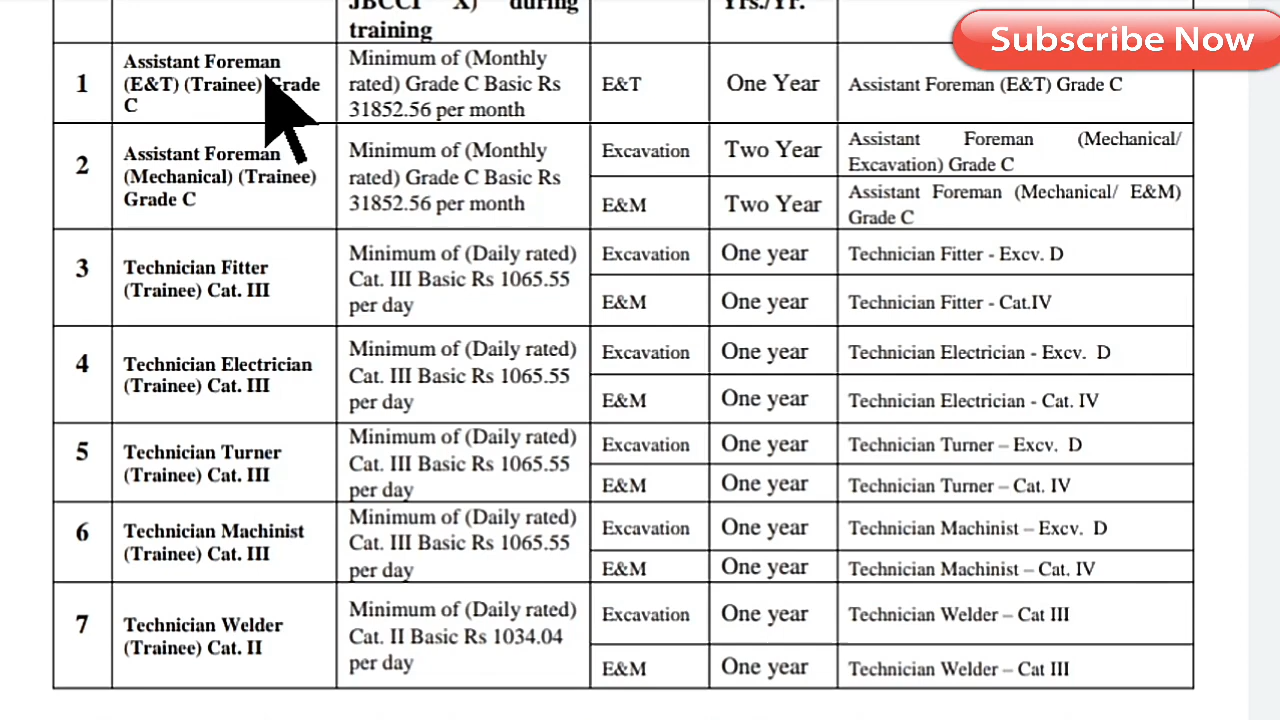 JBCCI X) during
training
Yrs./Yr.
Subscribe Now
1
Assistant Foreman
(E&T) (Trainee) Grade
C
Minimum of (Monthly
rated) Grade C Basic Rs
31852.56 per month
E&T
One Year
Assistant Foreman (E&T) Grade C
2
Assistant Foreman
(Mechanical) (Trainee)
Grade C
Minimum of (Monthly
rated) Grade C Basic Rs
31852.56 per month
Excavation
Two Year
Assistant Foreman (Mechanical/
Excavation) Grade C
E&M
Two Year
Assistant Foreman (Mechanical/ E&M)
Grade C
3
Technician Fitter
(Trainee) Cat. III
Minimum of (Daily rated)
Cat. III Basic Rs 1065.55
per day
Excavation
One year
Technician Fitter - Excv. D
E&M
One year
Technician Fitter - Cat.IV
4
Technician Electrician
(Trainee) Cat. III
Minimum of (Daily rated)
Cat. III Basic Rs 1065.55
per day
Excavation
One year
Technician Electrician - Excv. D
E&M
One year
Technician Electrician - Cat. IV
5
Technician Turner
(Trainee) Cat. III
Minimum of (Daily rated)
Cat. III Basic Rs 1065.55
per day
Excavation
One year
Technician Turner – Excv. D
E&M
One year
Technician Turner – Cat. IV
6
Technician Machinist
(Trainee) Cat. III
Minimum of (Daily rated)
Cat. III Basic Rs 1065.55
per day
Excavation
One year
Technician Machinist – Excv. D
E&M
One year
Technician Machinist – Cat. IV
7
Technician Welder
(Trainee) Cat. II
Minimum of (Daily rated)
Cat. II Basic Rs 1034.04
per day
Excavation
One year
Technician Welder – Cat III
E&M
One year
Technician Welder – Cat III